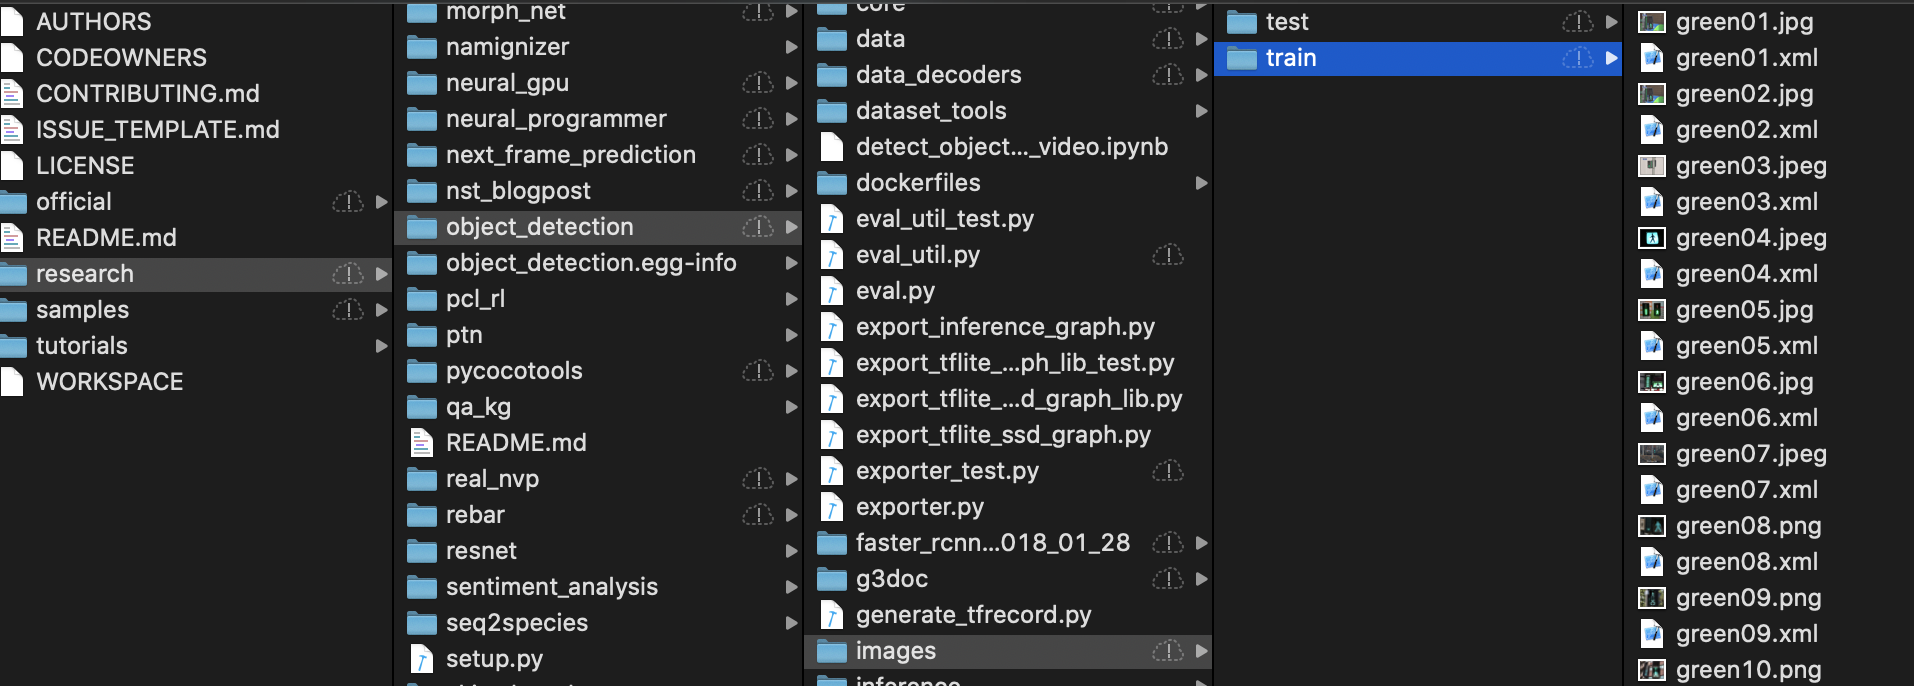 AUTHORS
CODEOWNERS
CONTRIBUTING.md
ISSUE_TEMPLATE.md
LICENSE
official
README.md
research
samples
tutorials
WORKSPACE
morph_net
namignizer
neural_gpu
neural_programmer
next_frame_prediction
nst_blogpost
object_detection
object_detection.egg-info
pcl_rl
ptn
pycocotools
qa_kg
README.md
real_nvp
rebar
resnet
sentiment_analysis
seq2species
setup.py
core
data
data_decoders
dataset_tools
detect_object..._video.ipynb
dockerfiles
eval_util_test.py
eval_util.py
eval.py
export_inference_graph.py
export_tflite_...ph_lib_test.py
export_tflite_...d_graph_lib.py
export_tflite_ssd_graph.py
exporter_test.py
exporter.py
faster_rcnn...018_01_28
g3doc
generate_tfrecord.py
images
inference
test
train
green01.jpg
green01.xml
green02.jpg
green02.xml
green03.jpeg
green03.xml
green04.jpeg
green04.xml
green05.jpg
green05.xml
green06.jpg
green06.xml
green07.jpeg
green07.xml
green08.png
green08.xml
green09.png
green09.xml
green10.png